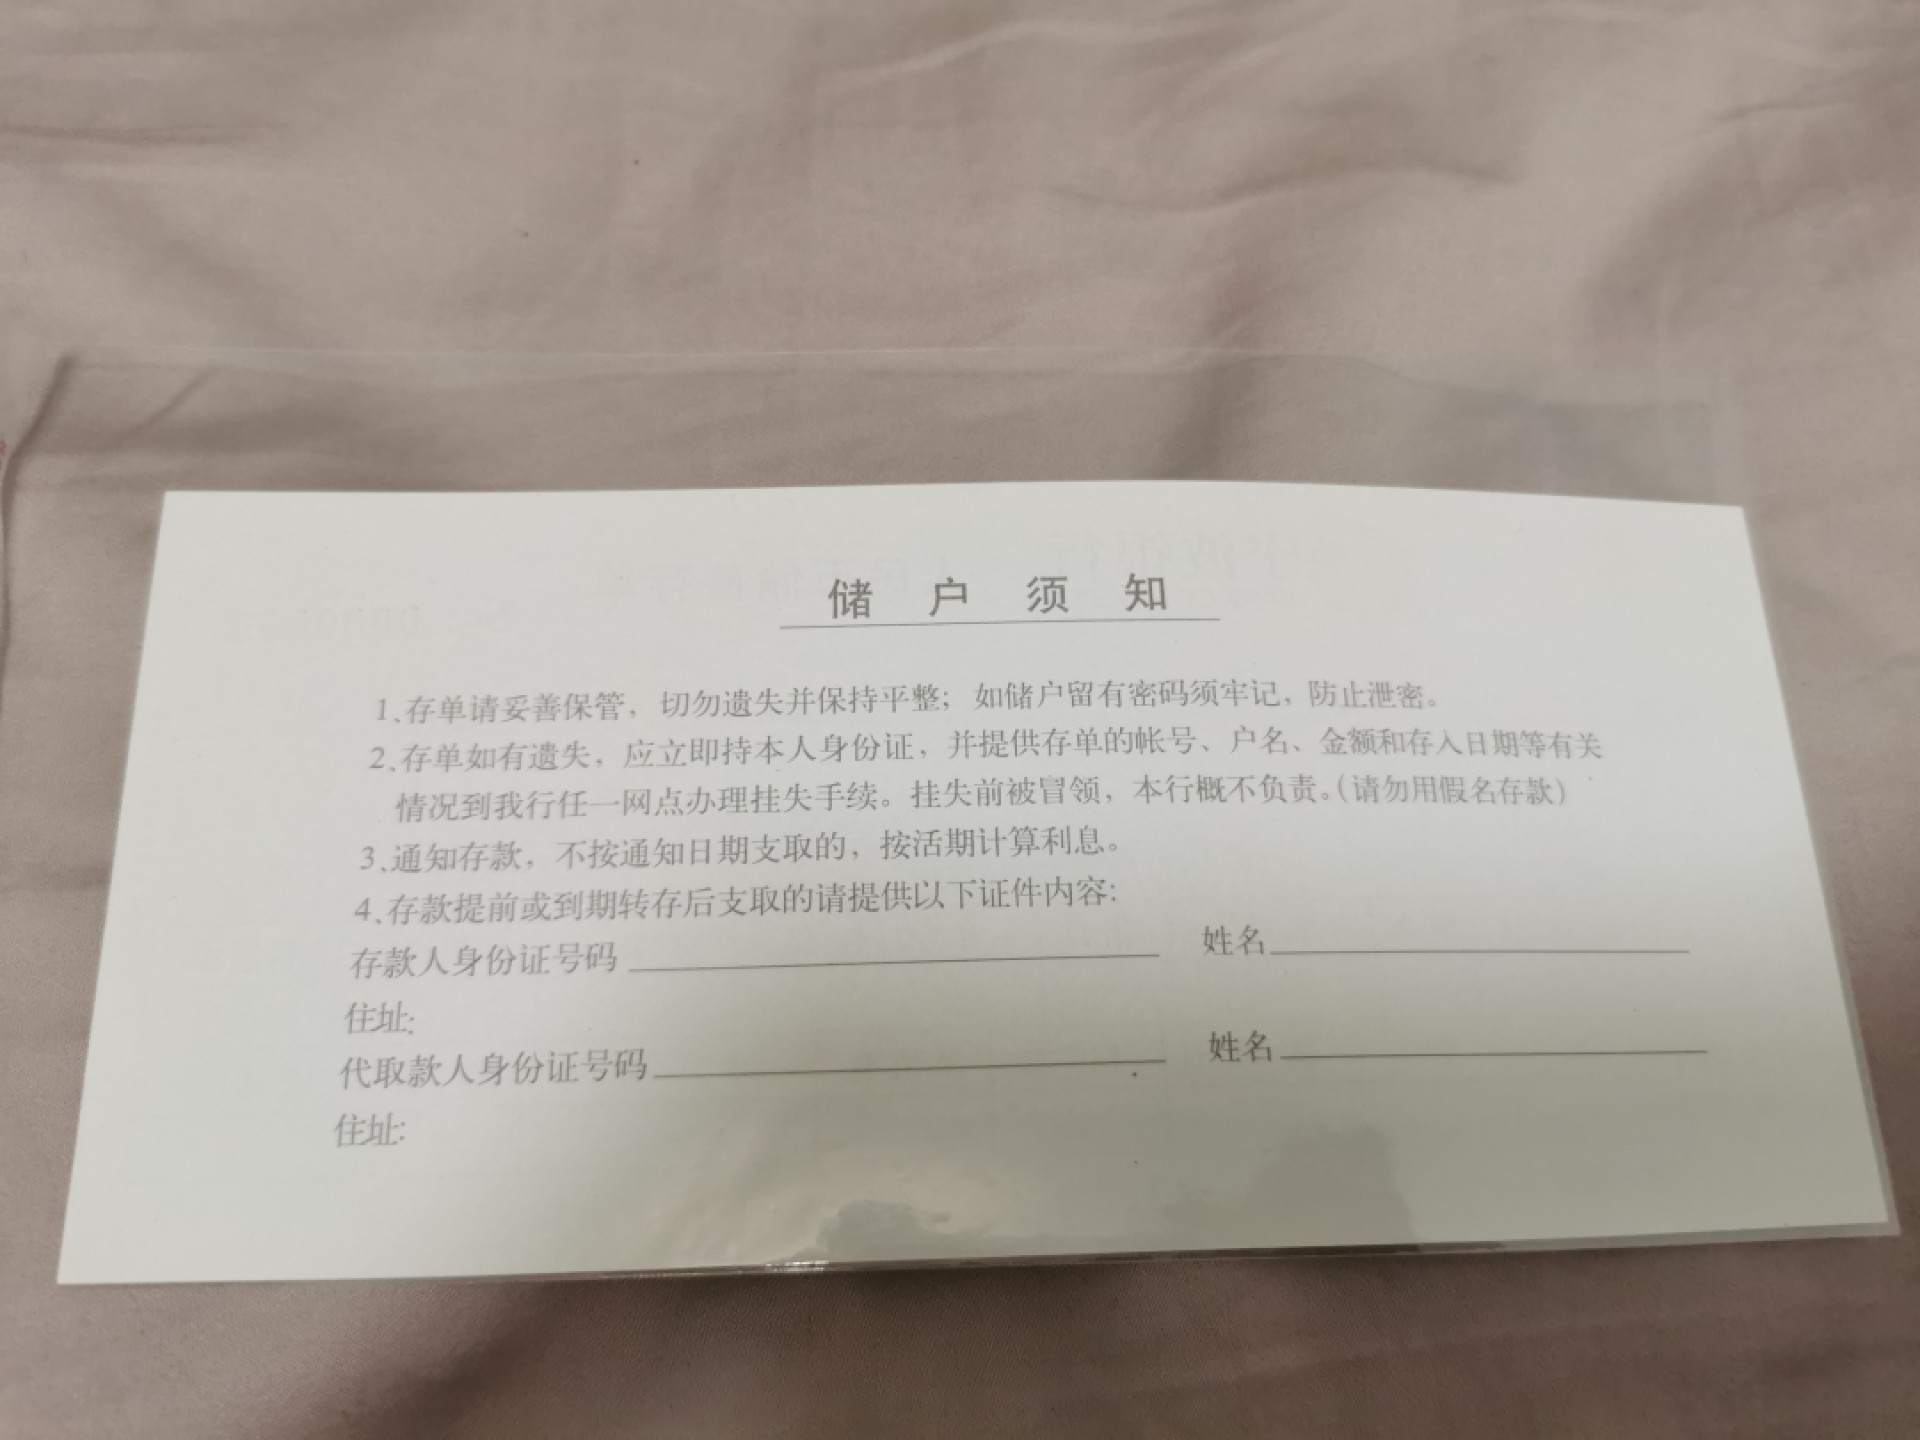 储户须知
1、存单请妥善保管，切勿遗失并保持平整；如储户留有密码须牢记，防止泄密。
2、存单如有遗失，应立即持本人身份证，并提供存单的帐号、户名、金额和存入日期等有关
情况到我行任一网点办理挂失手续。挂失前被冒领，本行概不负责。（请勿用假名存款）
3、通知存款，不按通知日期支取的，按活期计算利息。
4、存款提前或到期转存后支取的请提供以下证件内容：
存款人身份证号码 姓名
住址：
代取款人身份证号码 姓名
住址：